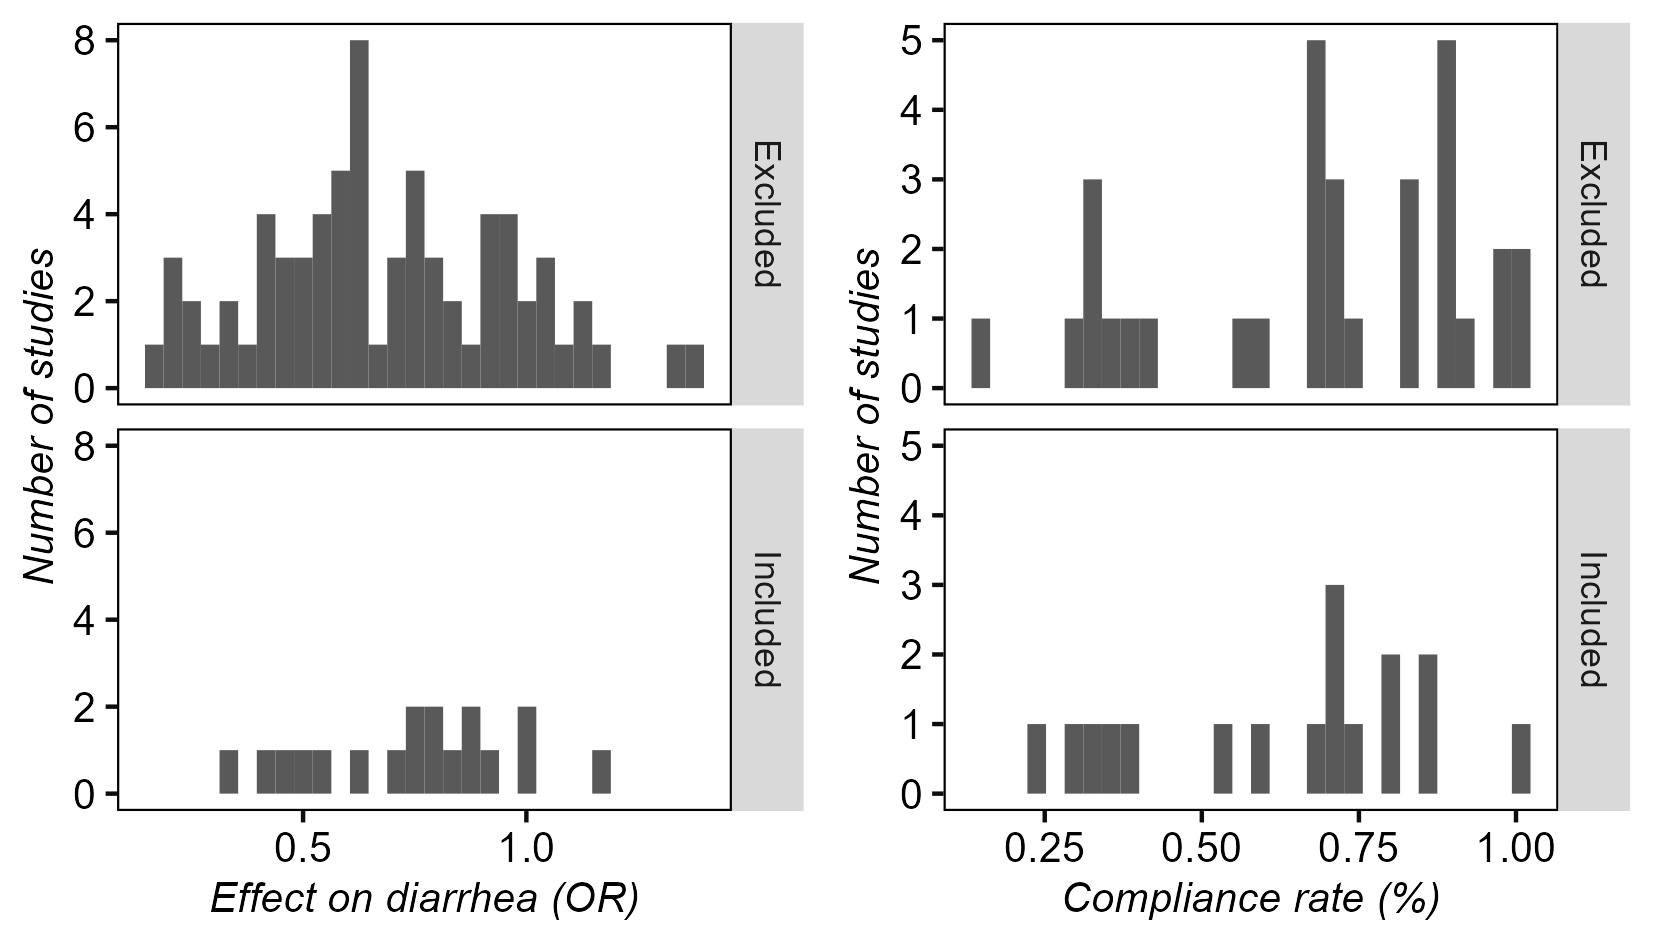 Number of studies
8
6
4
2
0
Excluded
8
6
4
2
0
Included
0.5 1.0
Effect on diarrhea (OR)
Number of studies
5
4
3
2
1
0
Excluded
5
4
3
2
1
0
Included
0.25 0.50 0.75 1.00
Compliance rate (%)